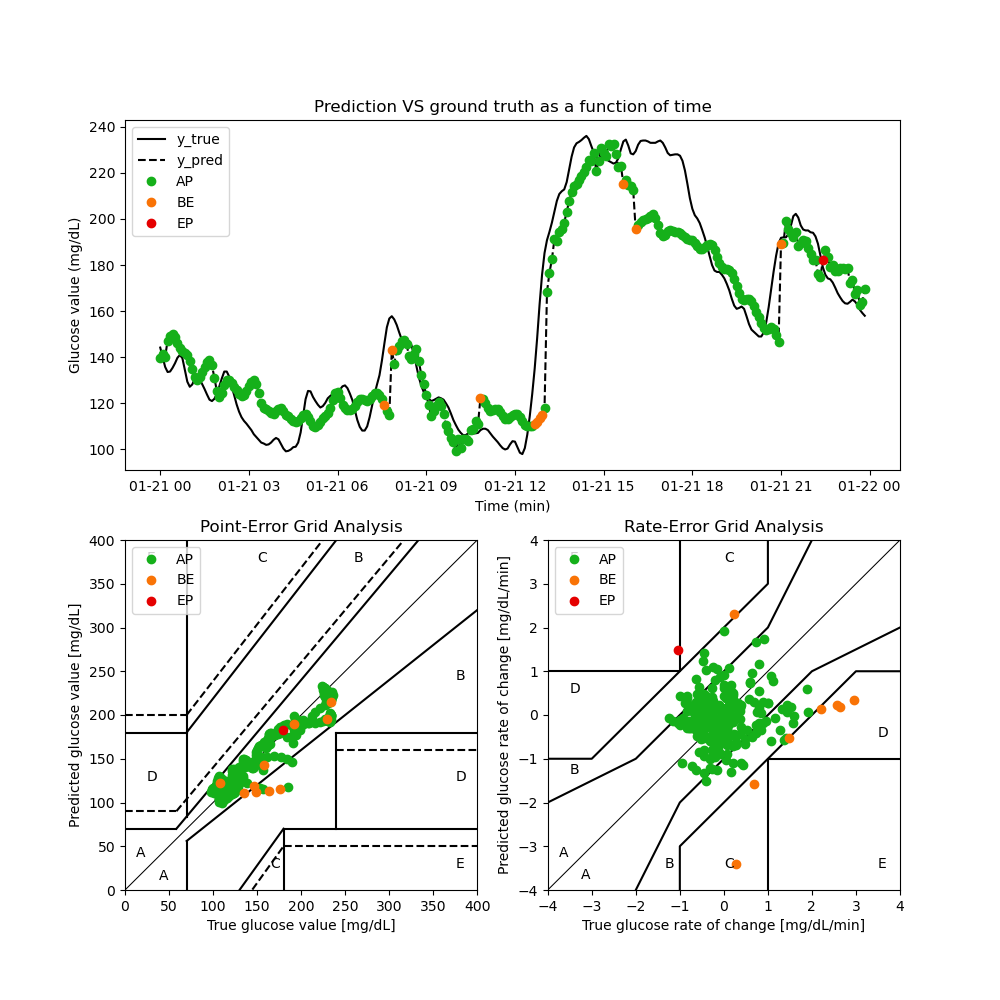 Prediction VS ground truth as a function of time
Glucose value (mg/dL)
240
220
200
180
160
140
120
100
y_true
y_pred
AP
BE
EP
01-21 00 01-21 03 01-21 06 01-21 09 01-21 12 01-21 15 01-21 18 01-21 21 01-22 00
Time (min)
Point-Error Grid Analysis
Predicted glucose value [mg/dL]
400
350
300
250
200
150
100
50
0
AP
BE
EP
C
B
B
D
D
A
A
C
E
0 50 100 150 200 250 300 350 400
True glucose value [mg/dL]
Rate-Error Grid Analysis
Predicted glucose rate of change [mg/dL/min]
4
3
2
1
0
−1
−2
−3
−4
AP
BE
EP
C
D
D
B
A
A
B
C
E
−4 −3 −2 −1 0 1 2 3 4
True glucose rate of change [mg/dL/min]